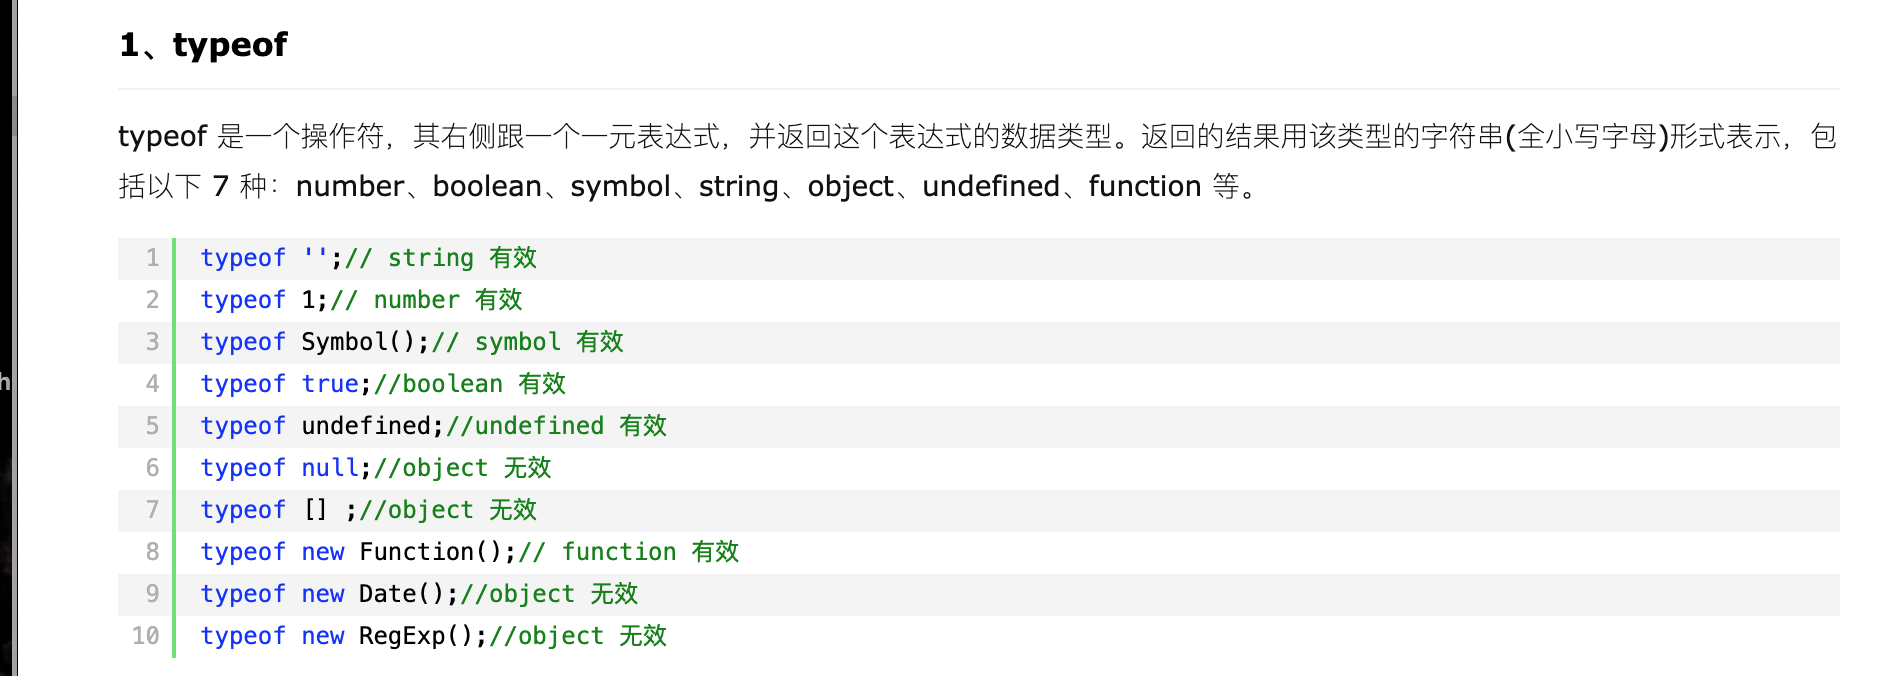 1、typeof
typeof 是一个操作符，其右侧跟一个一元表达式，并返回这个表达式的数据类型。返回的结果用该类型的字符串(全小写字母)形式表示，包
括以下 7 种：number、boolean、symbol、string、object、undefined、function 等。
1 typeof '';// string 有效
2 typeof 1;// number 有效
3 typeof Symbol();// symbol 有效
4 typeof true;//boolean 有效
5 typeof undefined;//undefined 有效
6 typeof null;//object 无效
7 typeof [] ;//object 无效
8 typeof new Function();// function 有效
9 typeof new Date();//object 无效
10 typeof new RegExp();//object 无效
h